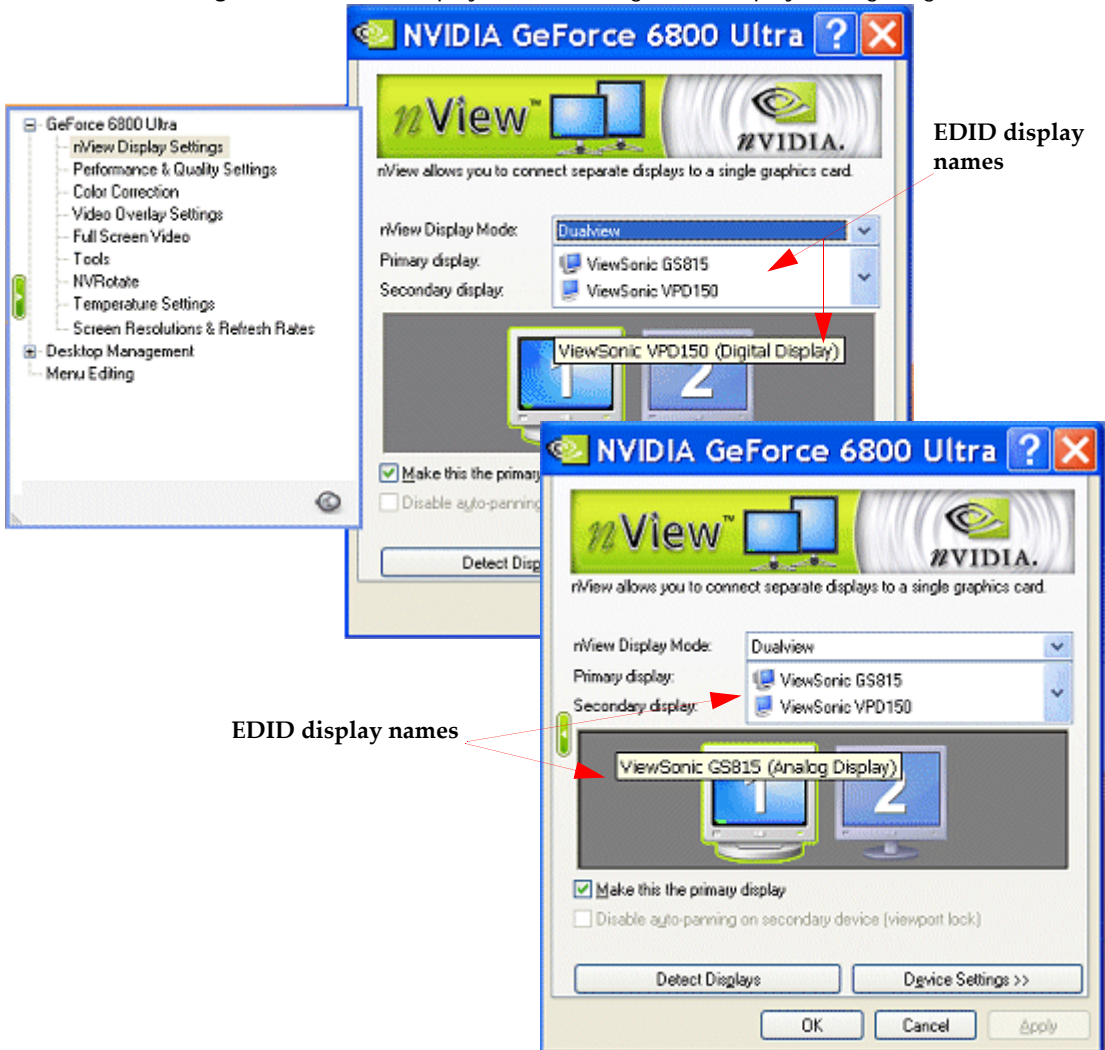 NVIDIA GeForce 6800 Ultra
nView™
NVIDIA.
nView allows you to connect separate displays to a single graphics card.
nView Display Mode:
Dualview
Primary display:
ViewSonic GS815
Secondary display:
ViewSonic VPD150
ViewSonic VPD150 (Digital Display)
1
2
Make this the primary
Disable auto-panning
Detect Disp
EDID display
names
GeForce 6800 Ultra
nView Display Settings
Performance & Quality Settings
Color Correction
Video Overlay Settings
Full Screen Video
Tools
NVRotate
Temperature Settings
Screen Resolutions & Refresh Rates
Desktop Management
Menu Editing
NVIDIA GeForce 6800 Ultra
nView™
NVIDIA.
nView allows you to connect separate displays to a single graphics card.
nView Display Mode:
Dualview
Primary display:
ViewSonic GS815
Secondary display:
ViewSonic VPD150
EDID display names
ViewSonic GS815 (Analog Display)
1
2
Make this the primary display
Disable auto-panning on secondary device (viewport lock)
Detect Displays
Device Settings >>
OK
Cancel
Apply